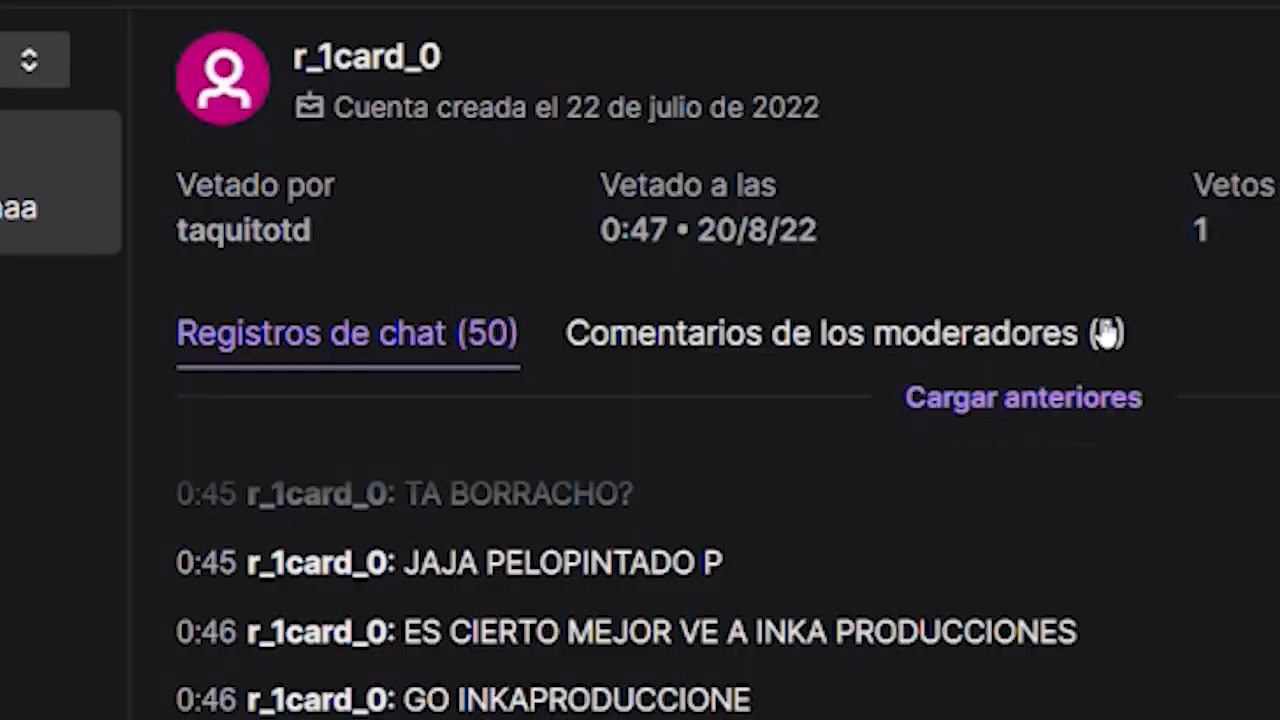 r_1card_0
Cuenta creada el 22 de julio de 2022
Vetado por
Vetado a las
Vetos
taquitotd
0:47 • 20/8/22
1
aaa
Registros de chat (50)
Comentarios de los moderadores
Cargar anteriores
0:45 r_1card_0: TA BORRACHO?
0:45 r_1card_0: JAJA PELOPINTADO P
0:46 r_1card_0: ES CIERTO MEJOR VE A INKA PRODUCCIONES
0:46 r_1card_0: GO INKAPRODUCCIONE